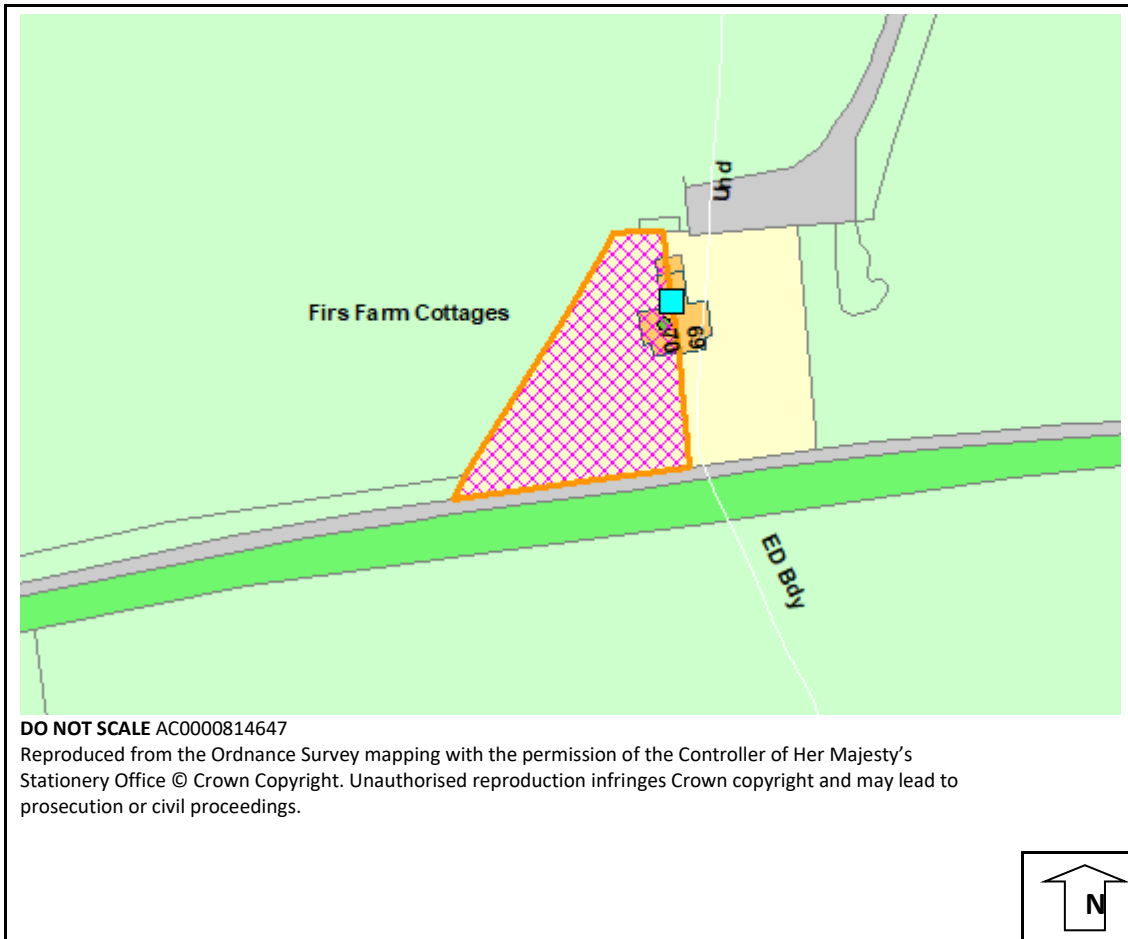 Und
Firs Farm Cottages
70
69
ED Bdy
DO NOT SCALE AC0000814647
Reproduced from the Ordnance Survey mapping with the permission of the Controller of Her Majesty’s
Stationery Office © Crown Copyright. Unauthorised reproduction infringes Crown copyright and may lead to
prosecution or civil proceedings.
N